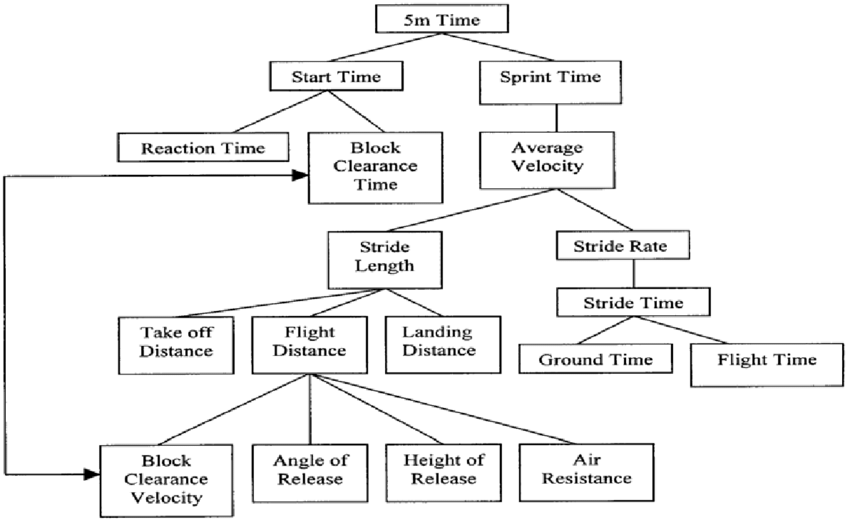 5m Time
Start Time
Sprint Time
Reaction Time
Block
Clearance
Time
Average
Velocity
Stride
Length
Stride Rate
Stride Time
Take off
Distance
Flight
Distance
Landing
Distance
Ground Time
Flight Time
Block
Clearance
Velocity
Angle of
Release
Height of
Release
Air
Resistance